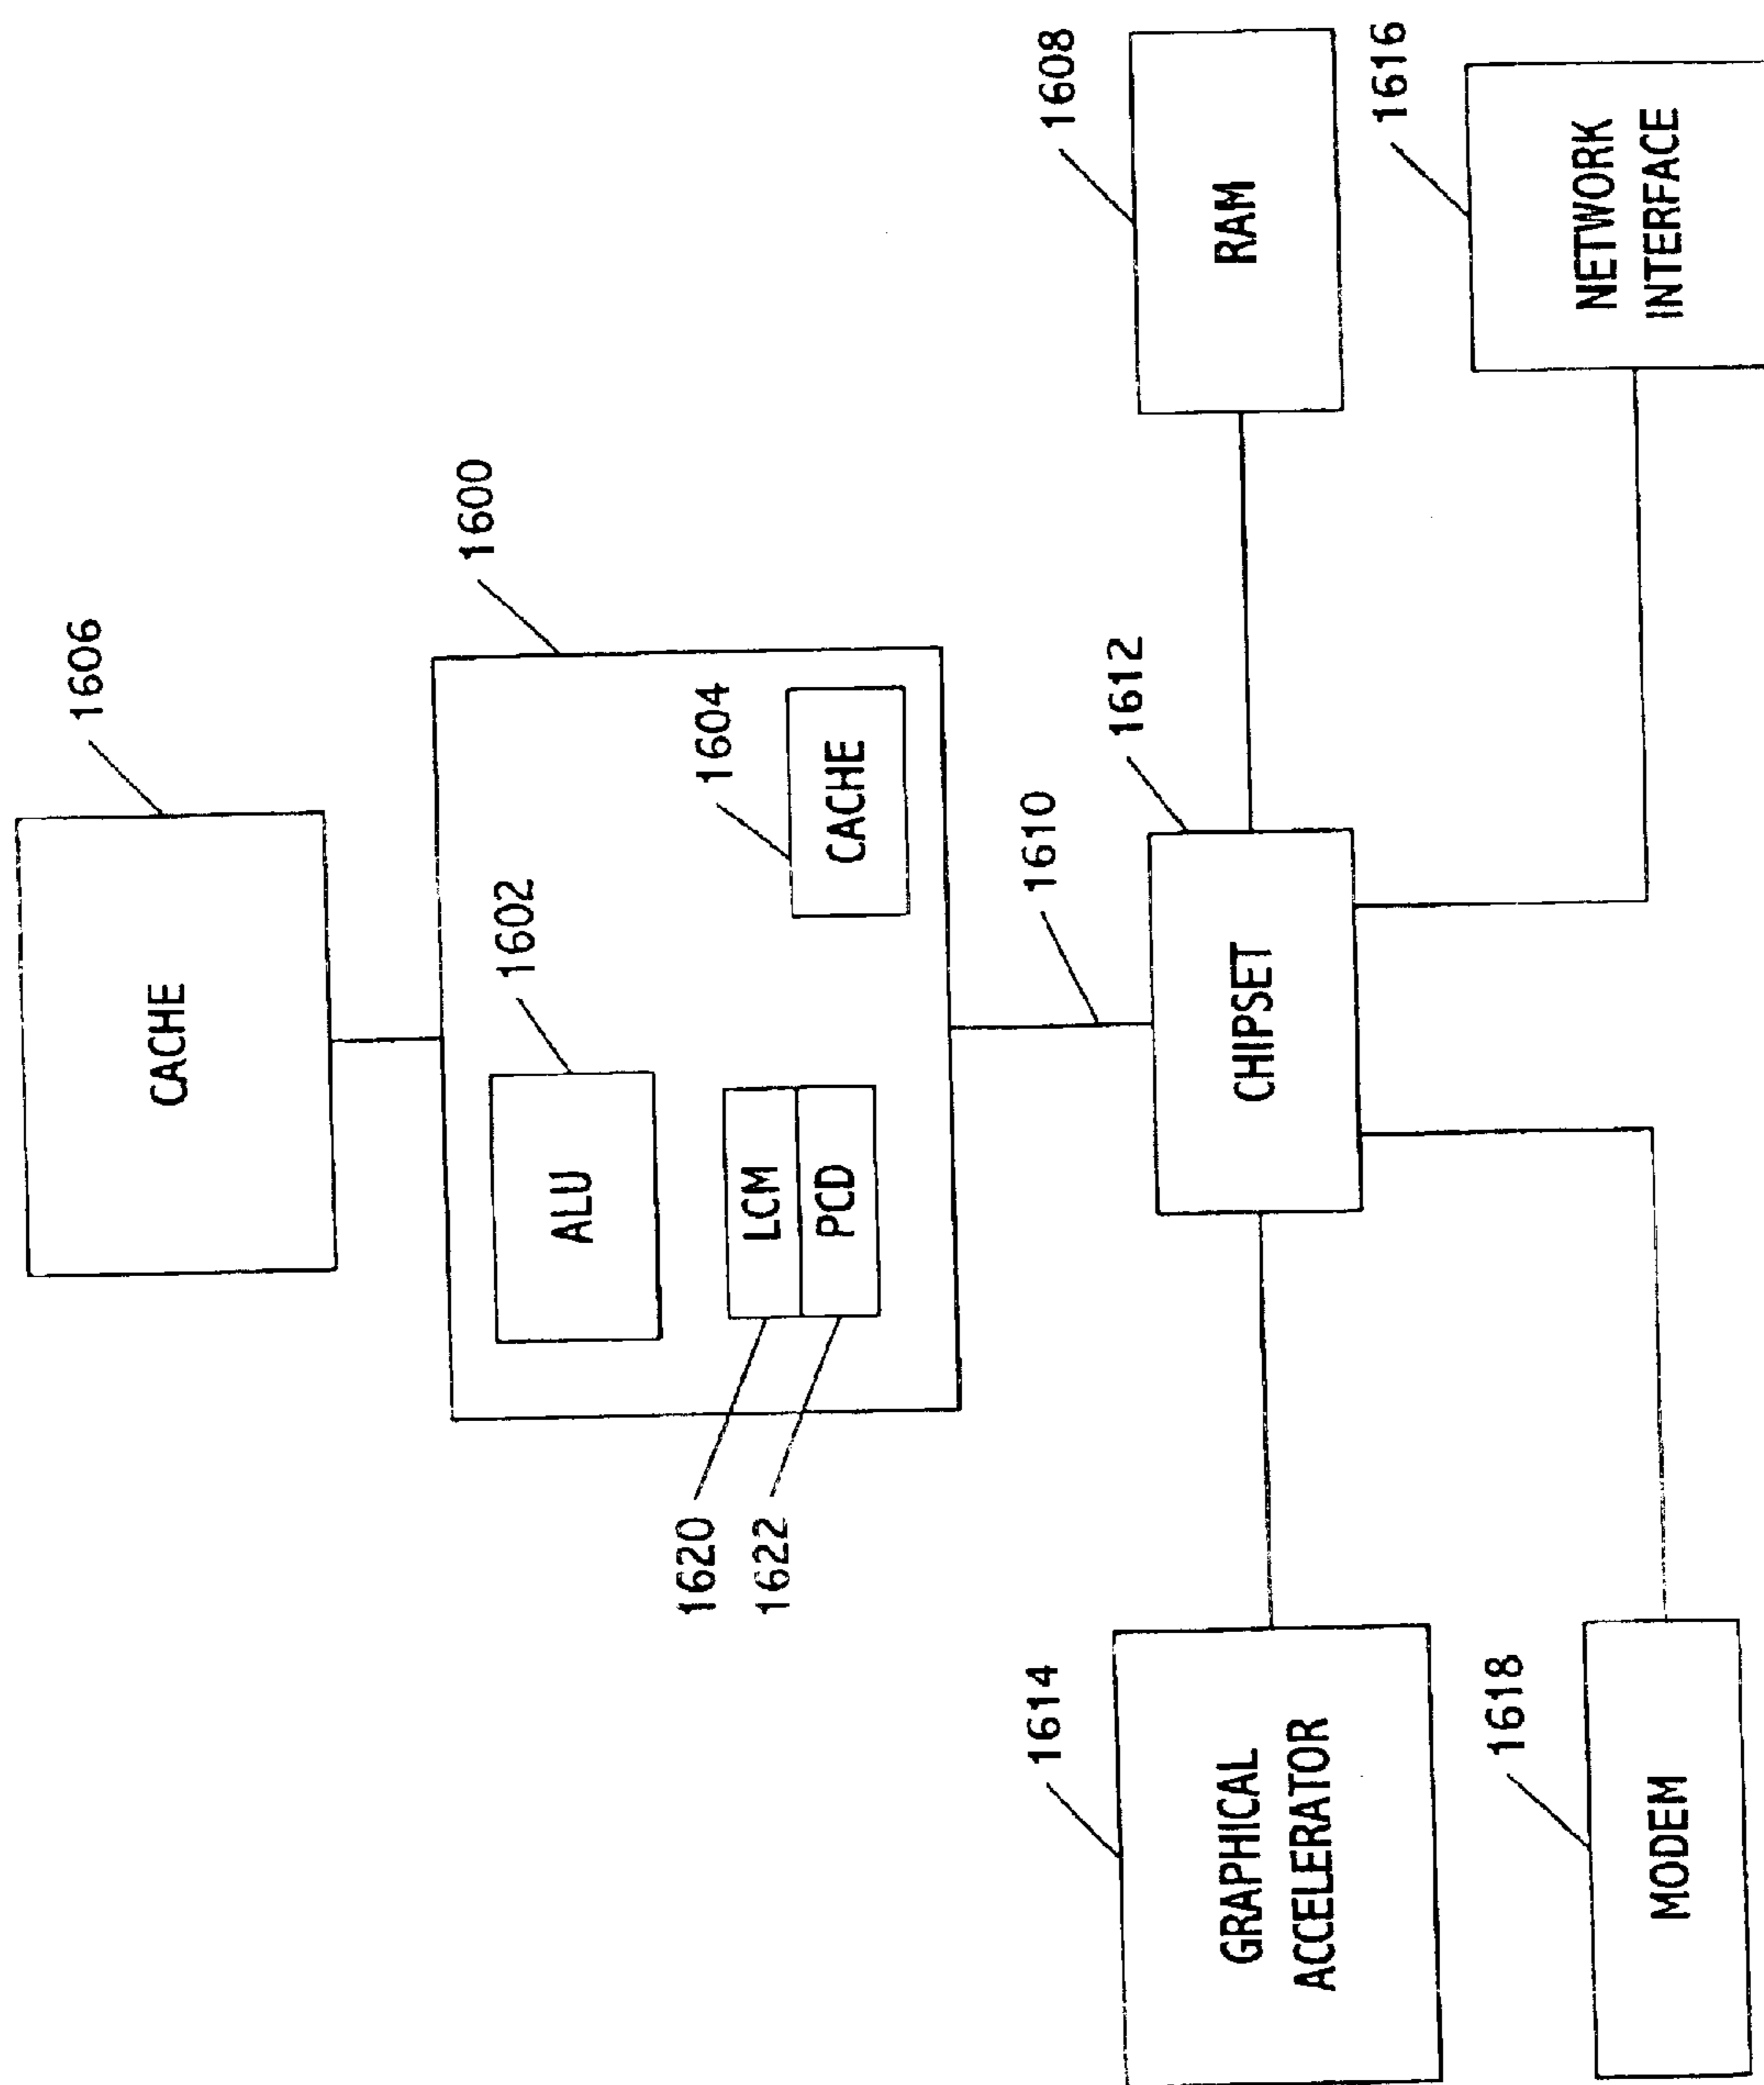 1606
CACHE
1600
1602
ALU
1604
CACHE
LCM
PCD
1620
1622
1610
1612
CHIPSET
1608
RAM
1616
NETWORK
INTERFACE
1614
GRAPHICAL
ACCELERATOR
1618
MODEM